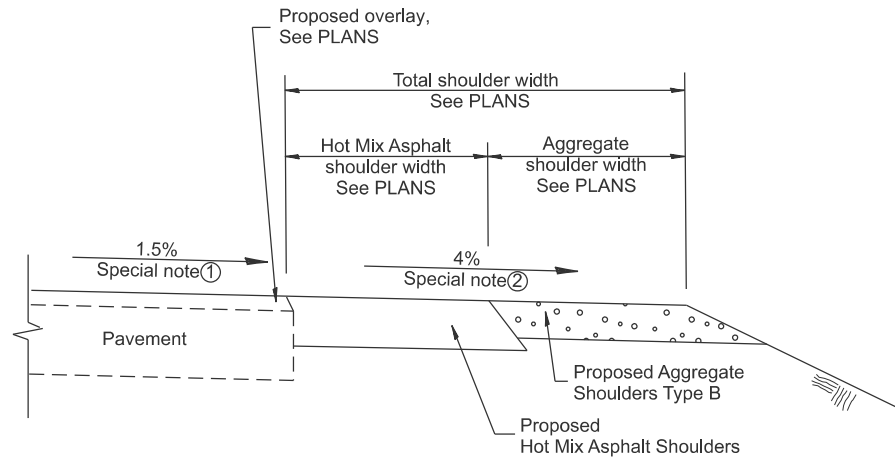 Proposed overlay,
See PLANS
Total shoulder width
See PLANS
Hot Mix Asphalt
shoulder width
See PLANS
Aggregate
shoulder width
See PLANS
1.5%
Special note①
4%
Special note②
Pavement
Proposed Aggregate
Shoulders Type B
Proposed
Hot Mix Asphalt Shoulders